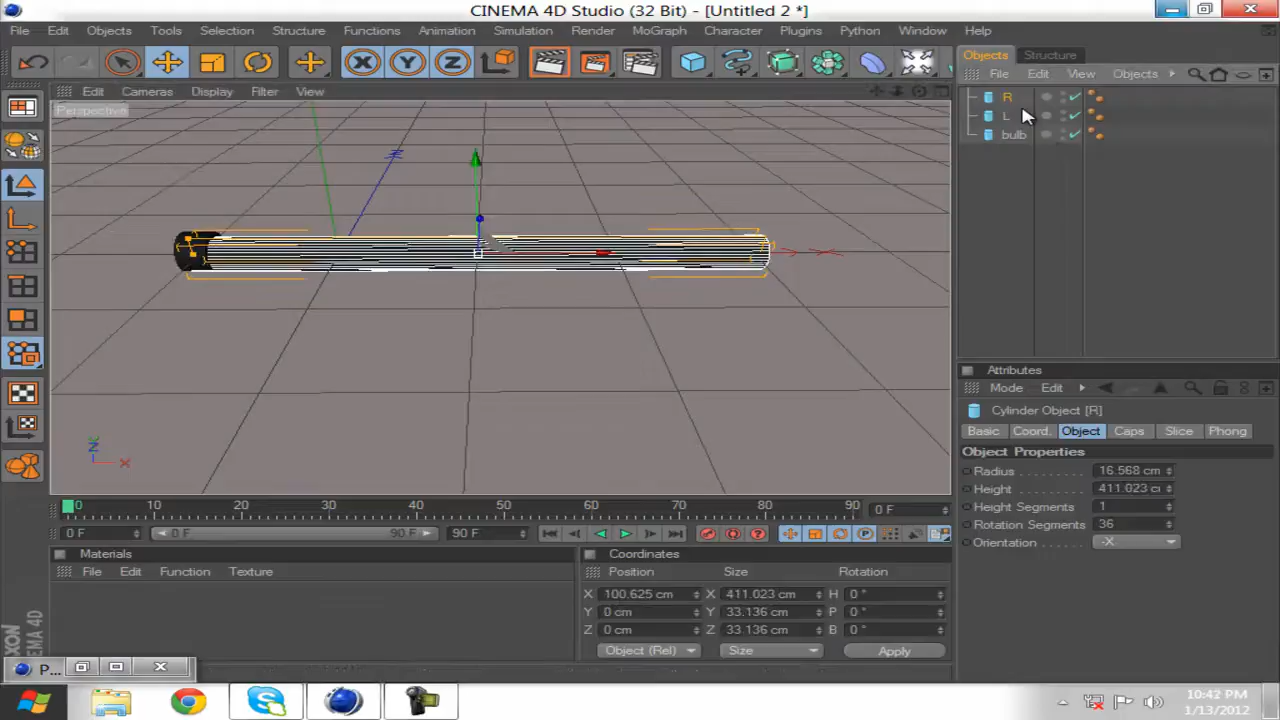 CINEMA 4D Studio (32 Bit) - [Untitled 2 *]
File Edit Objects Tools Selection Structure Functions Animation Simulation Render MoGraph Character Plugins Python Window Help
Objects Structure
File Edit View Objects
Edit Cameras Display Filter View
Perspective
R
L
bulb
Attributes
Mode Edit
Cylinder Object [R]
Basic Coord. Object Caps Slice Phong
Object Properties
Radius 16.568 cm
Height 411.023 c
Height Segments 1
Rotation Segments 36
Orientation -X
X Y Z
0 10 20 30 40 50 60 70 80 90 0 F
0 F 0 F 90 F 90 F
Materials
File Edit Function Texture
Coordinates
Position Size Rotation
X 100.625 cm X 411.023 cm H 0 °
Y 0 cm Y 33.136 cm P 0 °
Z 0 cm Z 33.136 cm B 0 °
Object (Rel) Size Apply
XON
CINEMA 4D
P...
10:42 PM
1/13/2012